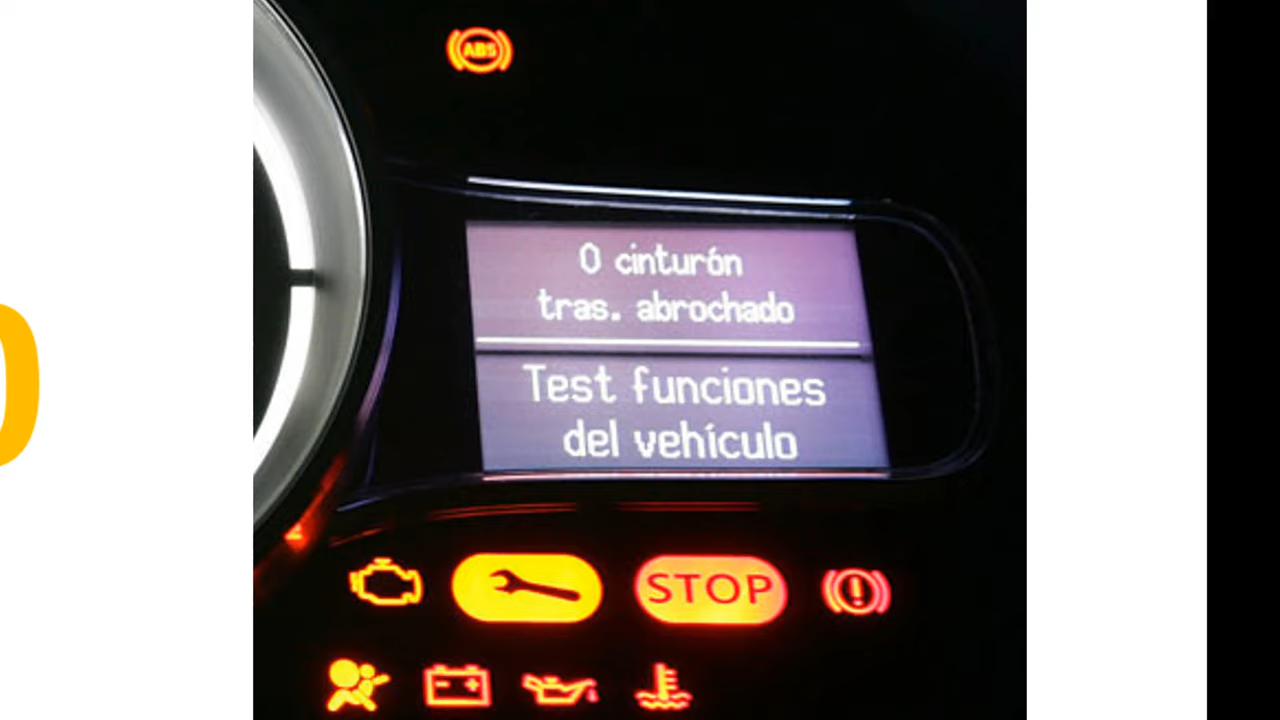 ABS
0 cinturón
tras. abrochado
Test funciones
del vehículo
STOP